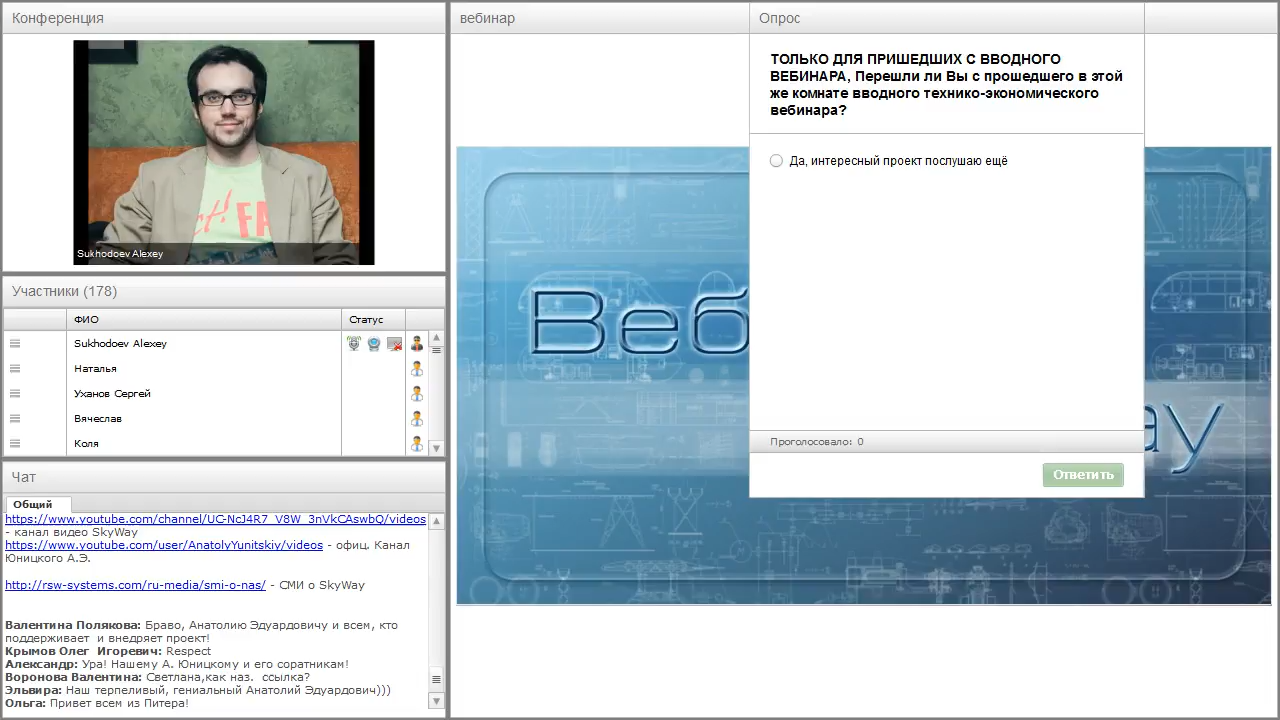 Конференция
Sukhodoev Alexey
Участники (178)
ФИО Статус
Sukhodoev Alexey
Наталья
Уханов Сергей
Вячеслав
Коля
Чат
Общий
https://www.youtube.com/channel/UC-NcJ4R7_V8W_3nVkCAswbQ/videos
- канал видео SkyWay
https://www.youtube.com/user/AnatolyYunitskiy/videos - офиц. Канал
Юницкого А.Э.
http://rsw-systems.com/ru-media/smi-o-nas/ - СМИ о SkyWay
Валентина Полякова: Браво, Анатолию Эдуардовичу и всем, кто
поддерживает и внедряет проект!
Крымов Олег Игоревич: Respect
Александр: Ура! Нашему А. Юницкому и его соратникам!
Воронова Валентина: Светлана,как наз. ссылка?
Эльвира: Наш терпеливый, гениальный Анатолий Эдуардович)))
Ольга: Привет всем из Питера!
вебинар
Веб
ay
Опрос
ТОЛЬКО ДЛЯ ПРИШЕДШИХ С ВВОДНОГО
ВЕБИНАРА, Перешли ли Вы с прошедшего в этой
же комнате вводного технико-экономического
вебинара?
Да, интересный проект послушаю ещё
Проголосовало: 0
Ответить